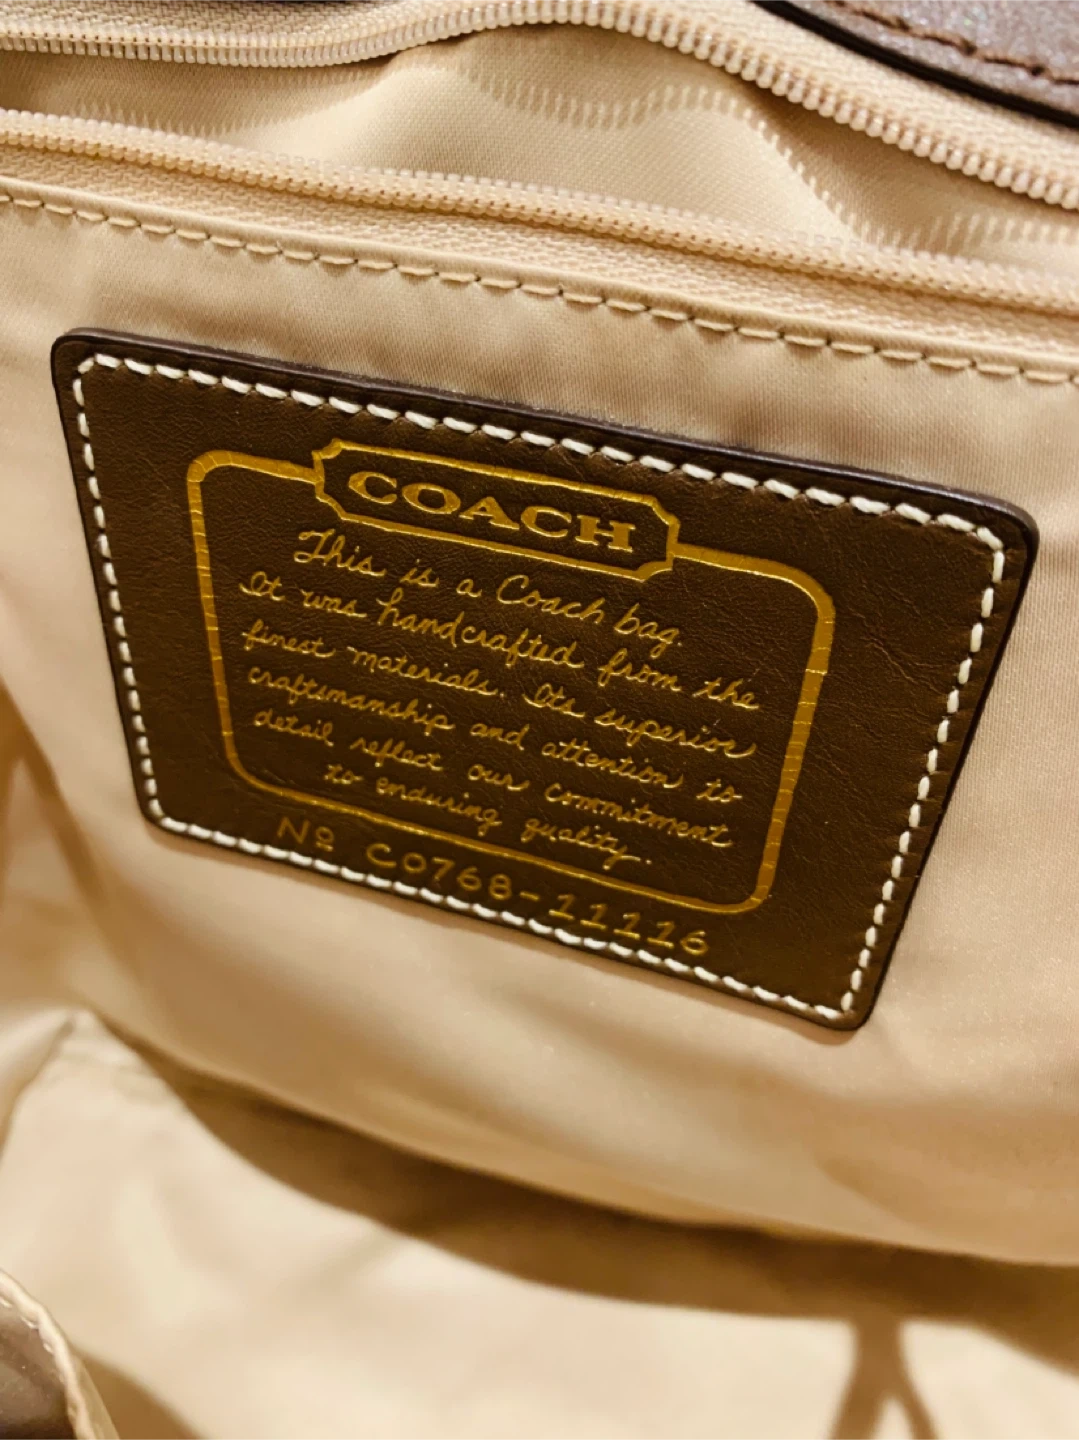 COACH
This is a Coach bag.
It was handcrafted from the
finest materials. Its superior
craftsmanship and attention to
detail reflect our commitment
to enduring quality.
Nº C0768-11116